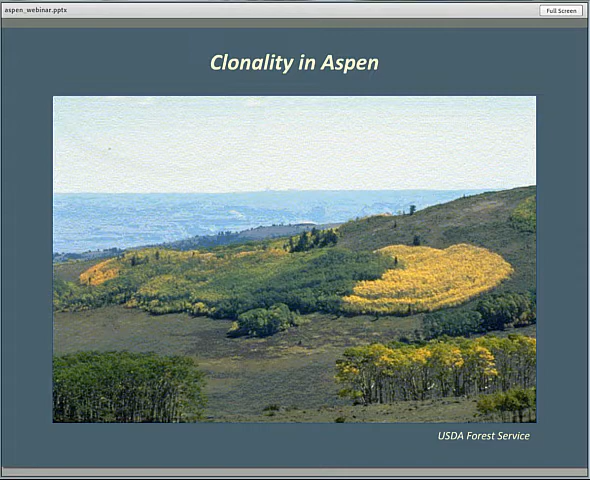 aspen_webinar.pptx
Full Screen
Clonality in Aspen
USDA Forest Service